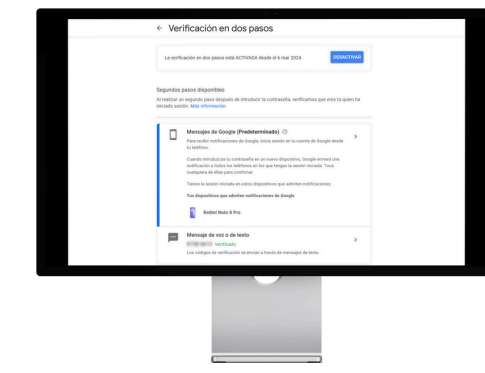 Verificación en dos pasos
La verificación en dos pasos está ACTIVADA desde el 6 mar 2024
DESACTIVAR
Segundos pasos disponibles
Al realizar un segundo paso después de introducir la contraseña, verificamos que eres tú quien ha
iniciado sesión. Más información
Mensajes de Google (Predeterminado)
Para recibir notificaciones de Google, inicia sesión en tu cuenta de Google desde
tu teléfono.
Cuando introduzcas tu contraseña en un nuevo dispositivo, Google enviará una
notificación a todos los teléfonos en los que tengas la sesión iniciada. Toca
cualquiera de ellas para confirmar.
Tienes la sesión iniciada en estos dispositivos que admiten notificaciones:
Tus dispositivos que admiten notificaciones de Google
Redmi Note 8 Pro
Mensaje de voz o de texto
Verificado
Los códigos de verificación se envían a través de mensajes de texto.